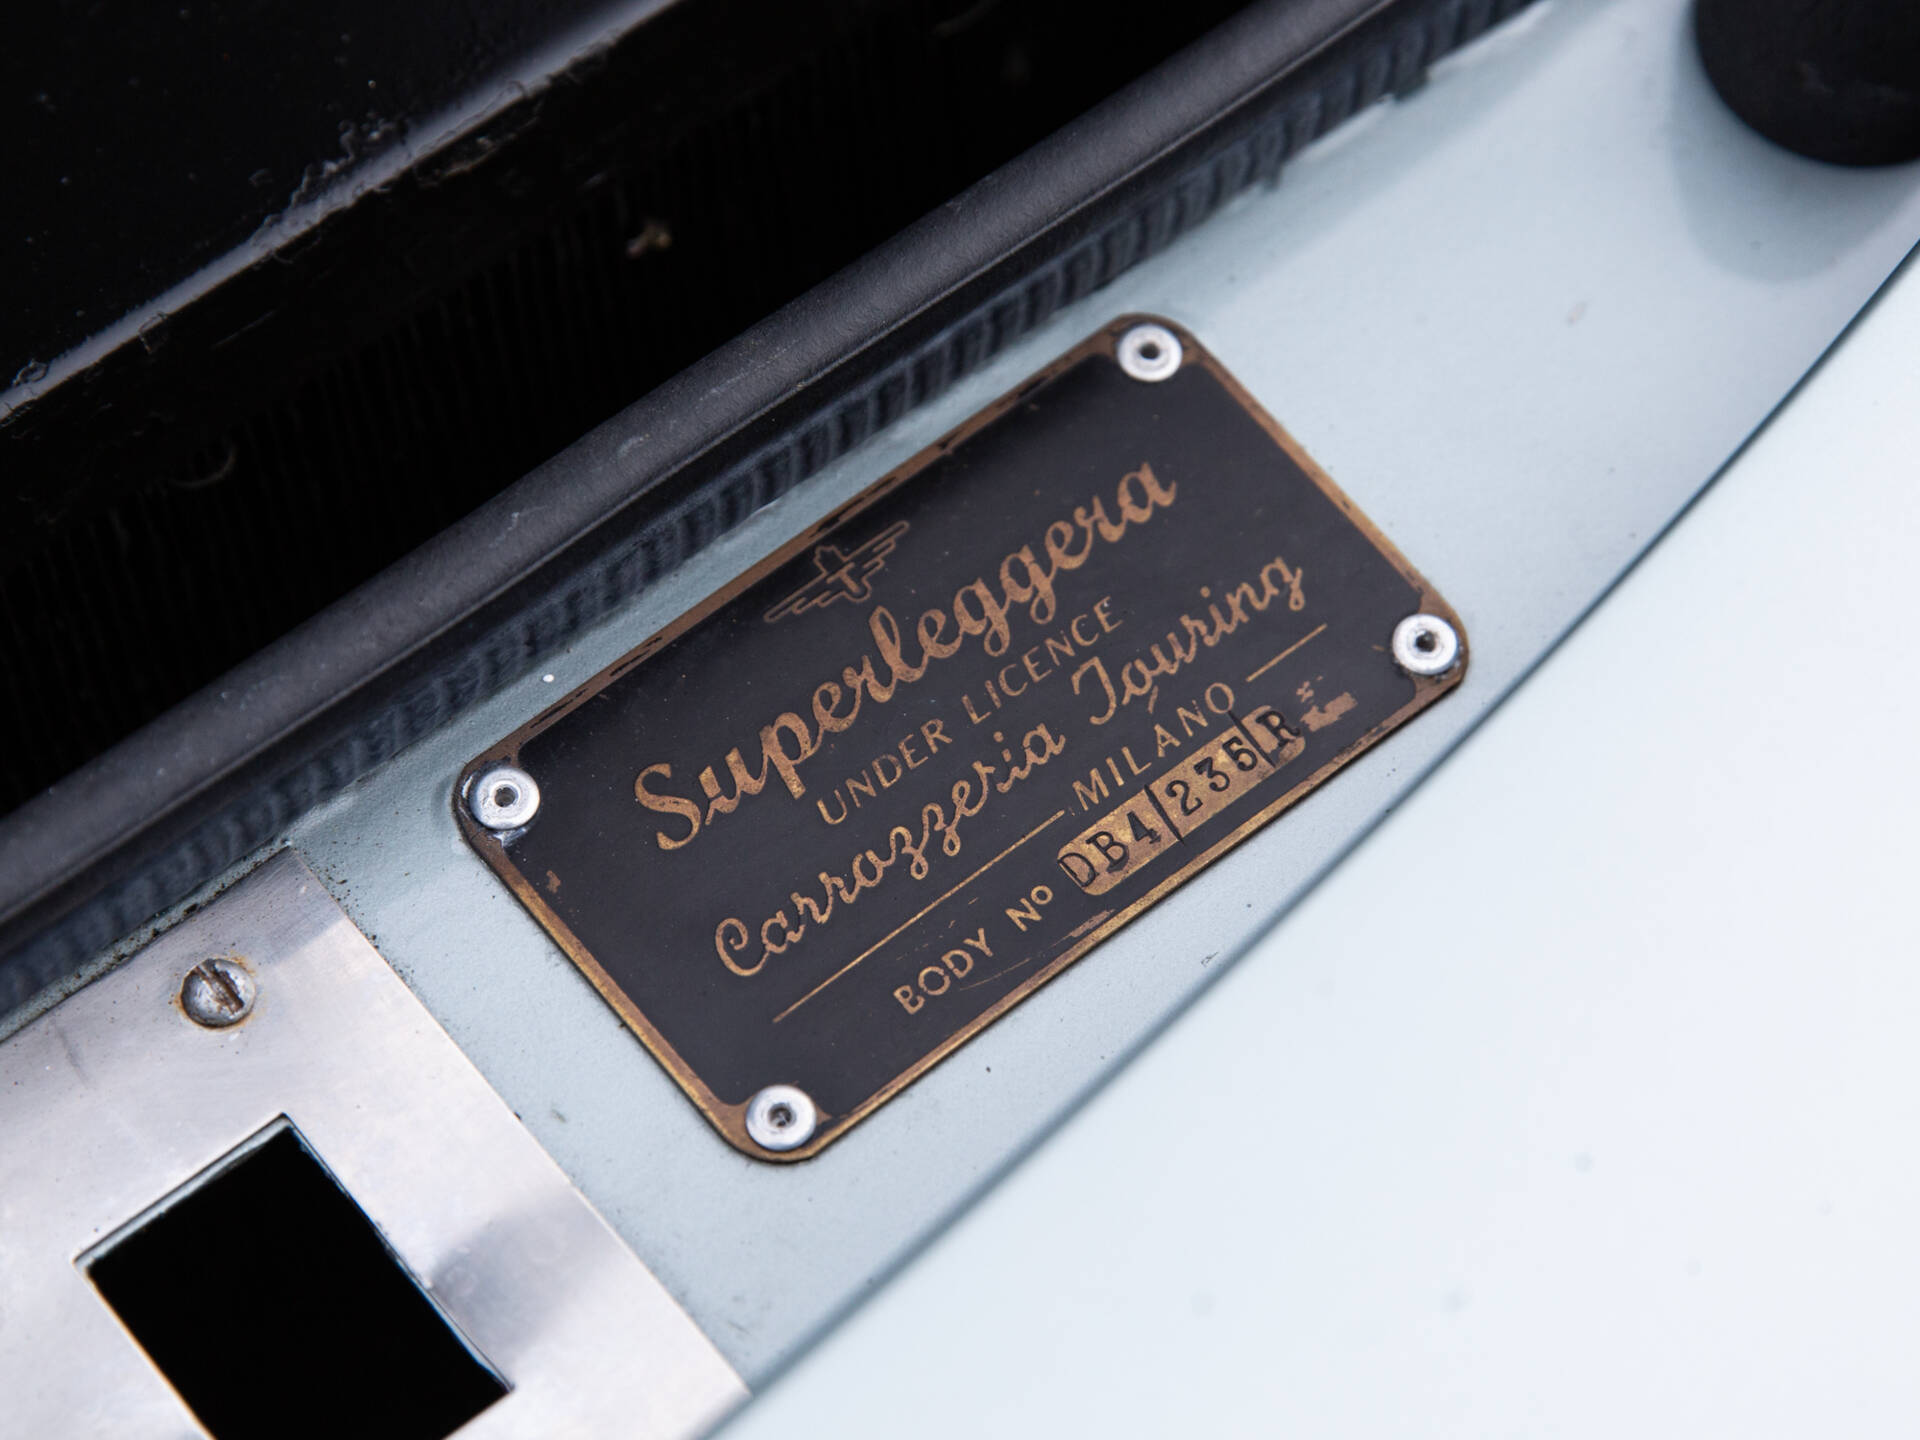 Superleggera
UNDER LICENCE
Carrozzeria Touring
MILANO
BODY Nº DB4/235/R